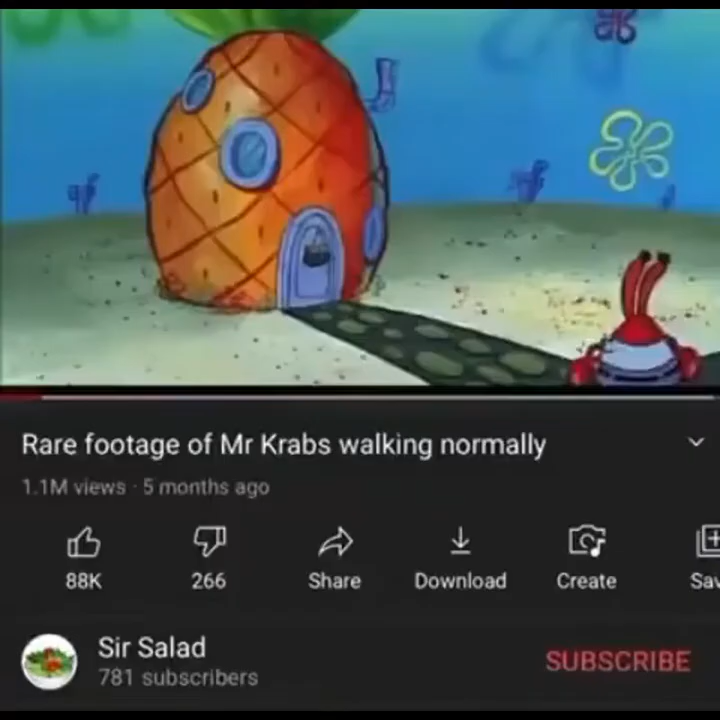 Rare footage of Mr Krabs walking normally
1.1M views · 5 months ago
88K 266 Share Download Create Sav
Sir Salad
781 subscribers
SUBSCRIBE